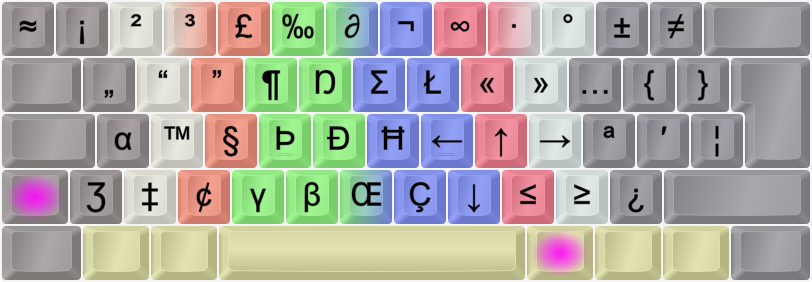 ≈ ¡ ² ³ £ ‰ ∂ ¬ ∞ · ° ± ≠
„ “ ” ¶ Ŋ Σ Ł « » … { }
α ™ § Þ Ð Ħ ← ↑ → ª ′ ¦
Ʒ ‡ ¢ γ β Œ Ç ↓ ≤ ≥ ¿